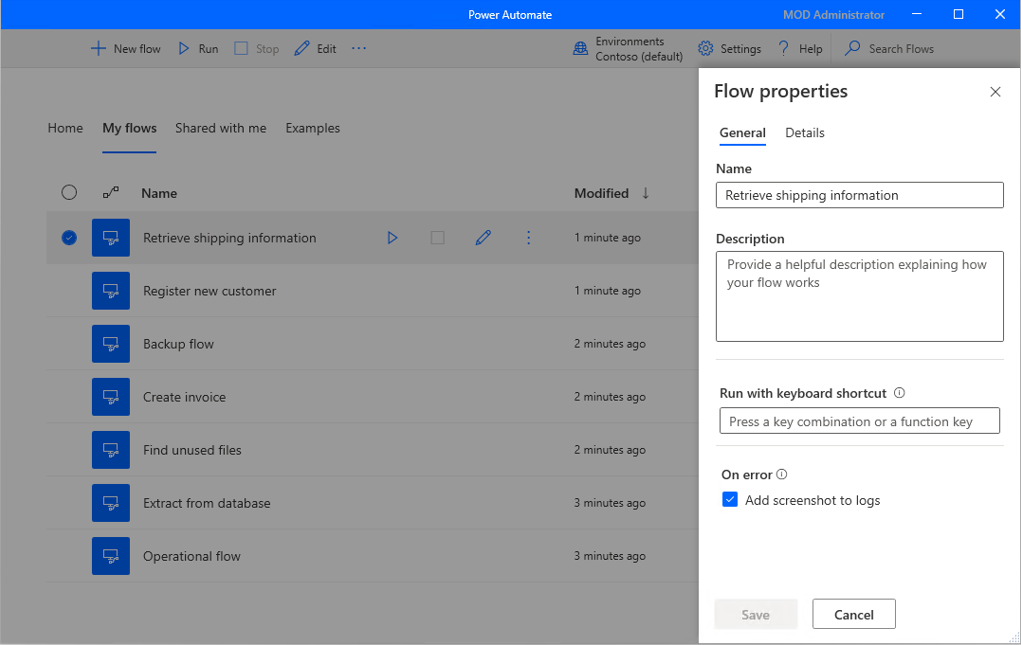 Power Automate
MOD Administrator
New flow
Run
Stop
Edit
Environments
Contoso (default)
Settings
Help
Search Flows
Home
My flows
Shared with me
Examples
Name
Modified
Retrieve shipping information
1 minute ago
Register new customer
1 minute ago
Backup flow
2 minutes ago
Create invoice
2 minutes ago
Find unused files
2 minutes ago
Extract from database
3 minutes ago
Operational flow
3 minutes ago
Flow properties
General
Details
Name
Retrieve shipping information
Description
Provide a helpful description explaining how
your flow works
Run with keyboard shortcut
Press a key combination or a function key
On error
Add screenshot to logs
Save
Cancel